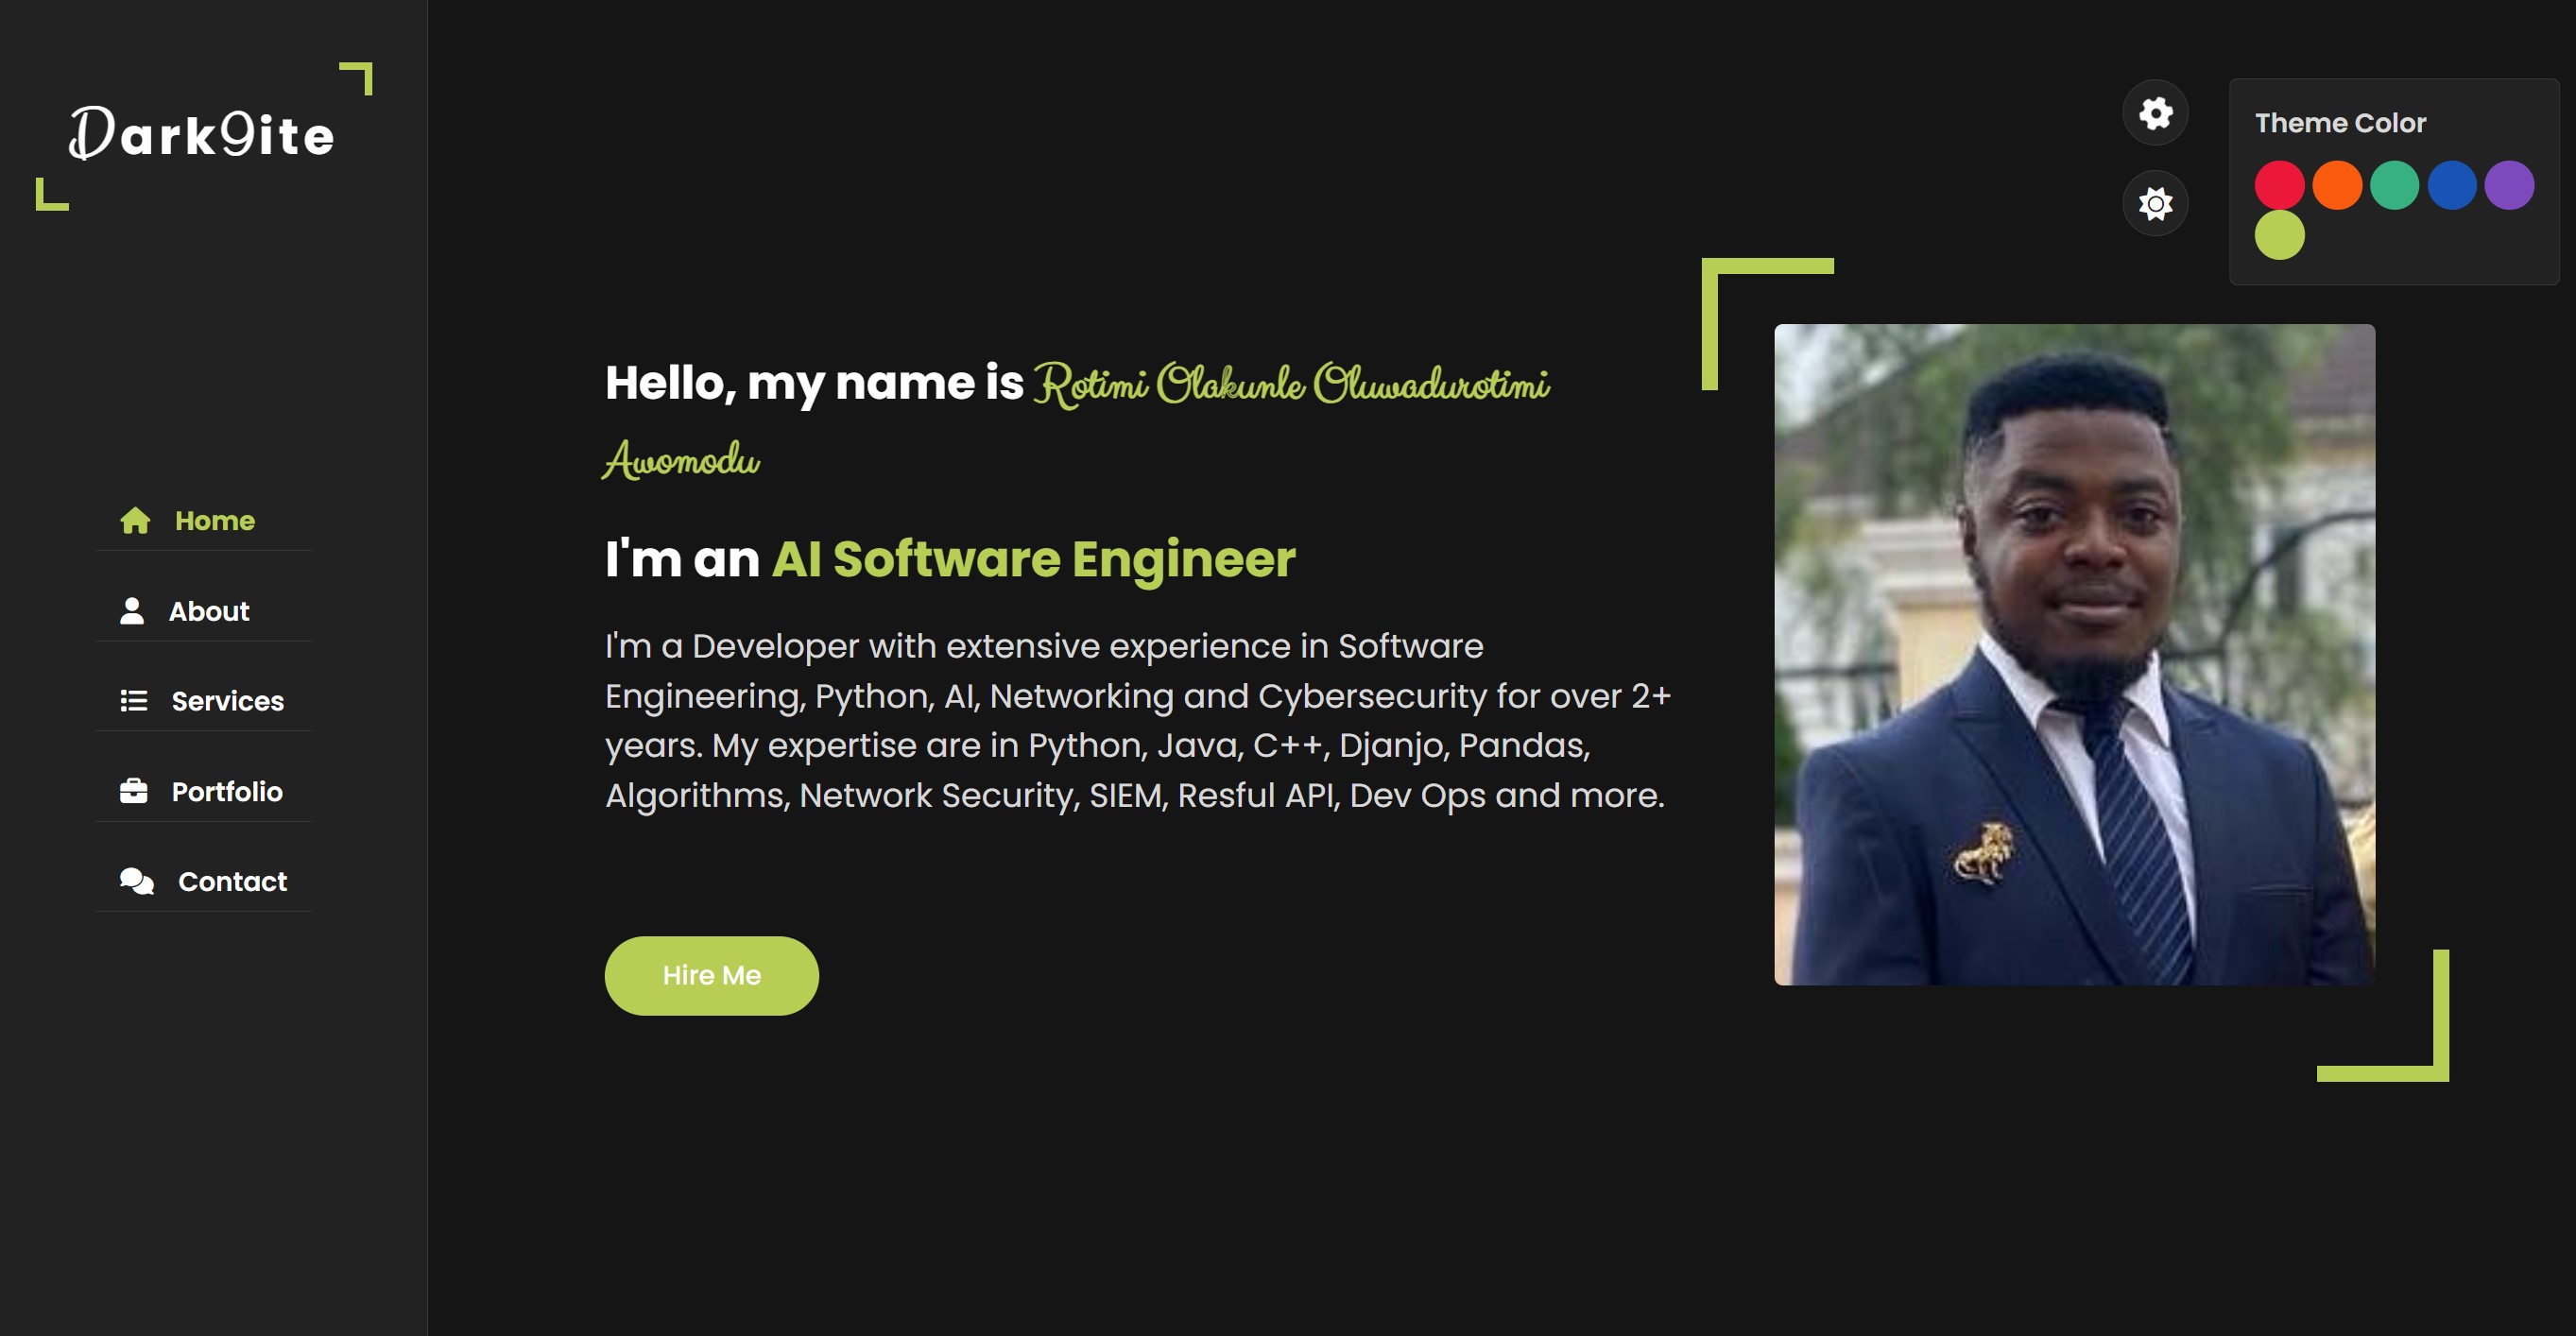 Dark9ite
Home
About
Services
Portfolio
Contact
Hello, my name is Rotimi Olakunle Oluwadurotimi
Awomodu
I'm an AI Software Engineer
I'm a Developer with extensive experience in Software
Engineering, Python, AI, Networking and Cybersecurity for over 2+
years. My expertise are in Python, Java, C++, Djanjo, Pandas,
Algorithms, Network Security, SIEM, Resful API, Dev Ops and more.
Hire Me
Theme Color